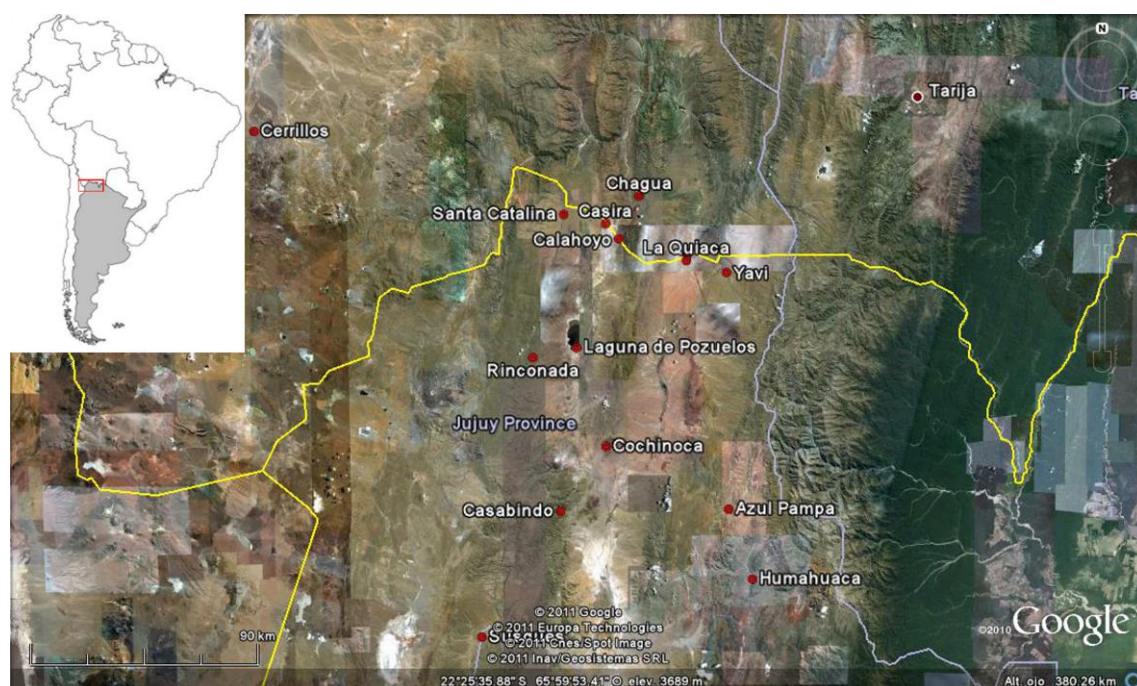 N
Tarija
Ta
Cerrillos
Chagua
Santa Catalina
Casira
Calahoyo
La Quiaca
Yavi
Laguna de Pozuelos
Rinconada
Jujuy Province
Cochinoca
Casabindo
Azul Pampa
Humahuaca
© 2011 Google
© 2011 Europa Technologies
Susques
© 2011 Cnes/Spot Image
© 2011 Inav/Geosistemas SRL
90 km
©2010 Google
22°25'35.88" S 65°59'53.41" O elev 3689 m
Alt. ojo 380.26 km